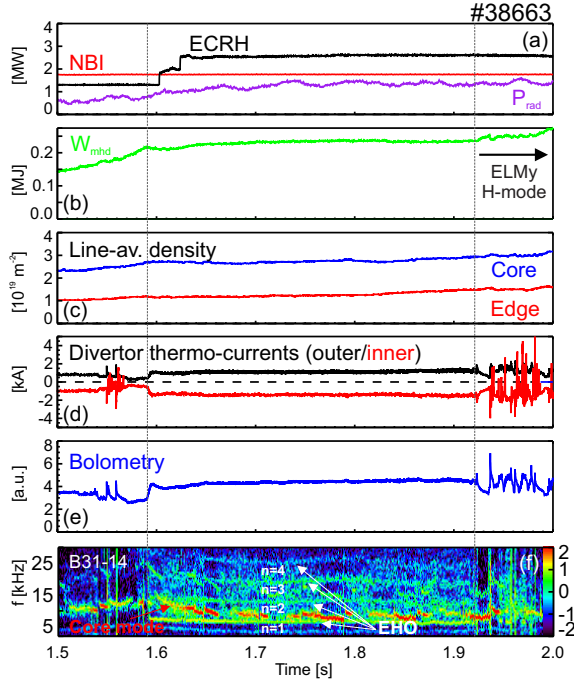 #38663
4
3
2
1
0
[MW]
NBI
ECRH
(a)
P_rad
0.2
0.1
0.0
[MJ]
W_mhd
ELMy
H-mode
(b)
4
3
2
1
0
[10^19 m^-2]
Line-av. density
Core
Edge
(c)
4
2
0
-2
-4
[kA]
Divertor thermo-currents (outer/inner)
(d)
8
6
4
2
0
[a.u.]
Bolometry
(e)
25
15
5
f [kHz]
B31-14
(f)
n=4
n=3
n=2
n=1
Core mode
EHO
2
1
0
-1
-2
1.5 1.6 1.7 1.8 1.9 2.0
Time [s]